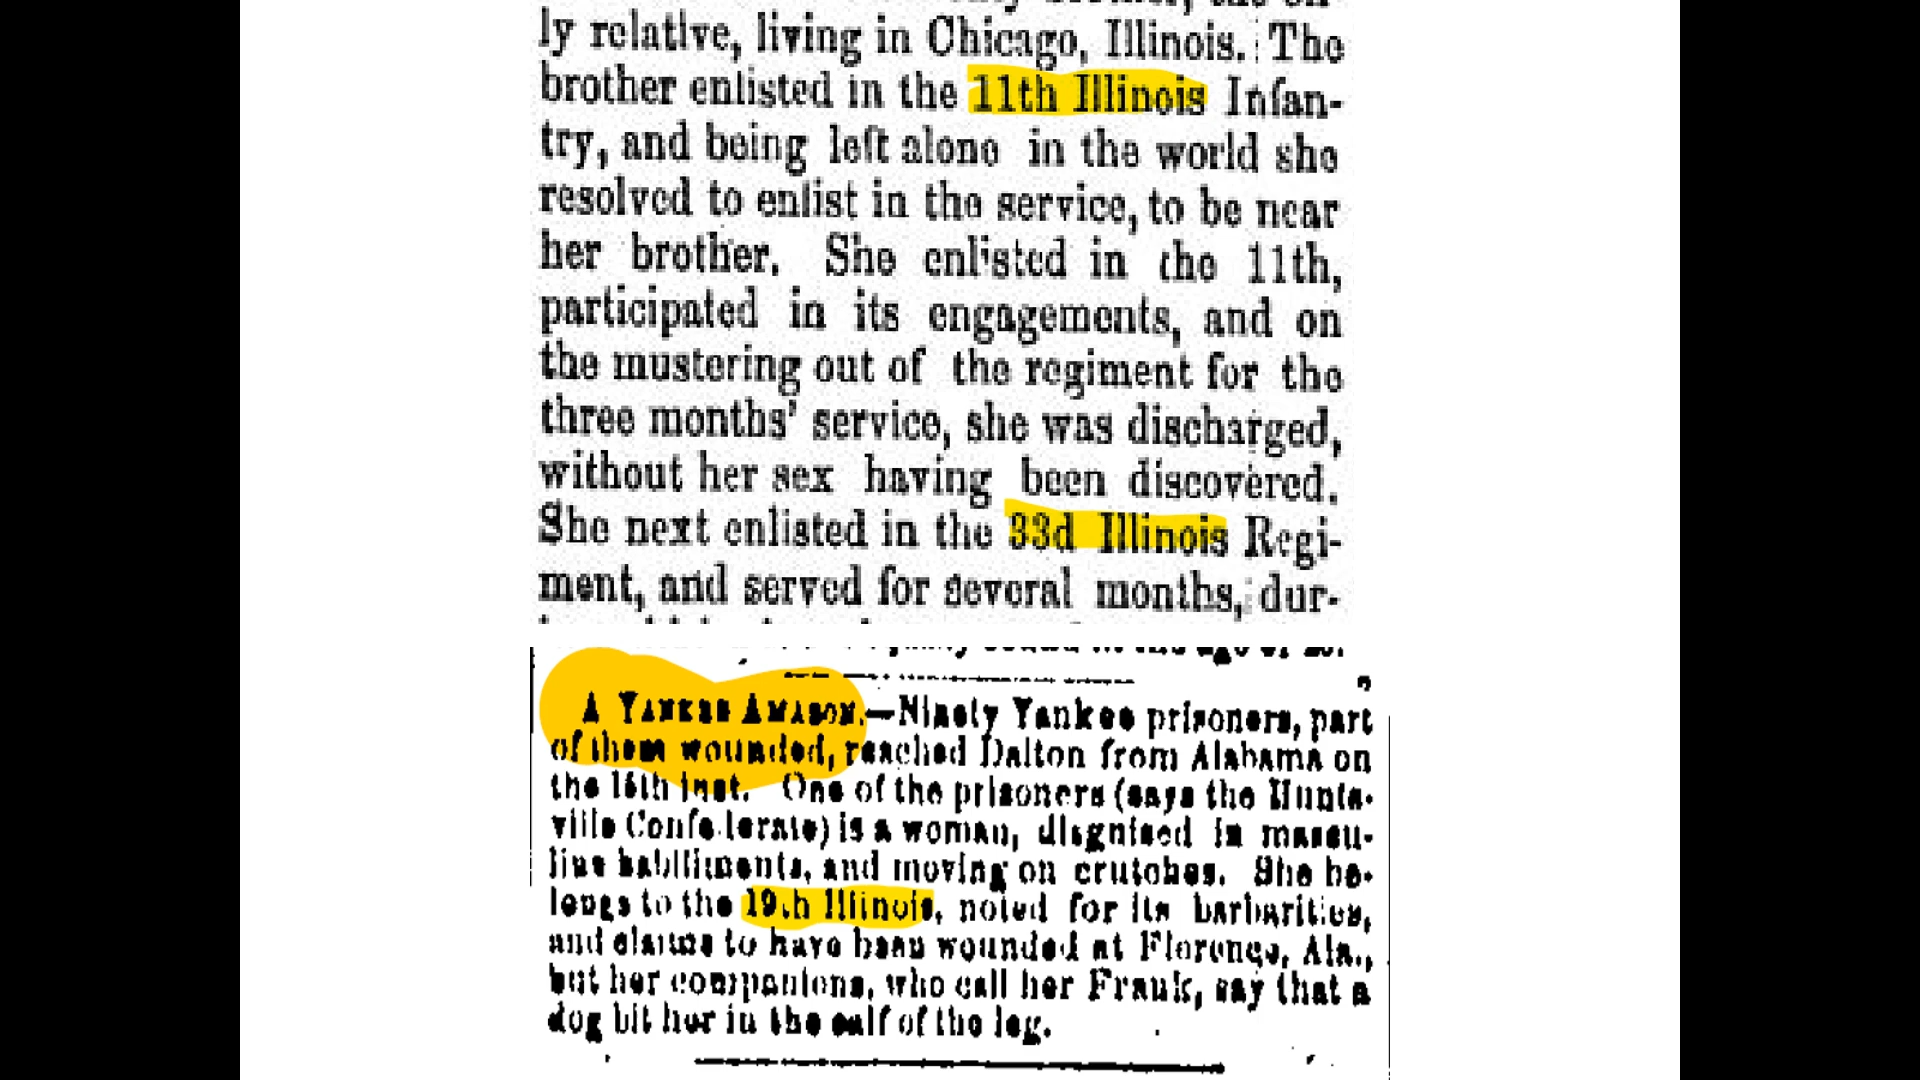 ly relative, living in Chicago, Illinois. The
brother enlisted in the 11th Illinois Infan-
try, and being left alone in the world she
resolved to enlist in the service, to be near
her brother. She enlisted in the 11th,
participated in its engagements, and on
the mustering out of the regiment for the
three months' service, she was discharged,
without her sex having been discovered.
She next enlisted in the 33d Illinois Regi-
ment, and served for several months, dur-
A YANKEE AMAZON.—Ninety Yankee prisoners, part
of them wounded, reached Dalton from Alabama on
the 15th inst. One of the prisoners (says the Hunts-
ville Confederate) is a woman, disguised in mascu-
line habiliments, and moving on crutches. She be-
longs to the 19th Illinois, noted for its barbarities,
and claims to have been wounded at Florence, Ala.,
but her companions, who call her Frank, say that a
dog bit her in the calf of the leg.